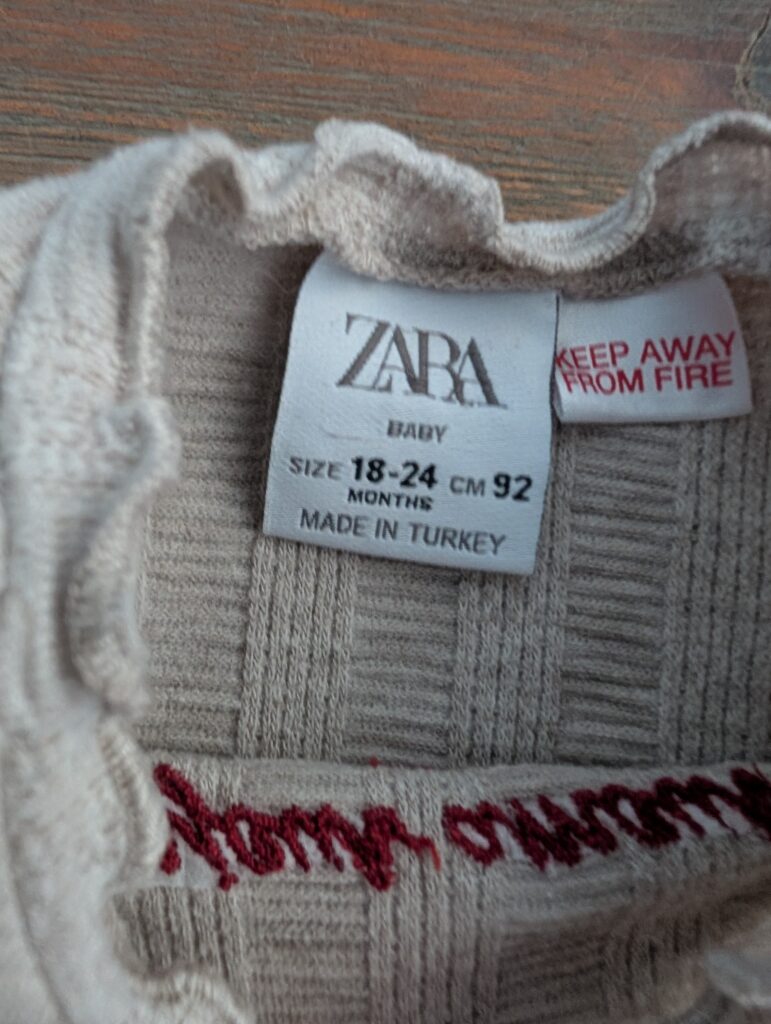 ZARA
BABY
SIZE 18-24 CM 92
MONTHS
MADE IN TURKEY
KEEP AWAY
FROM FIRE